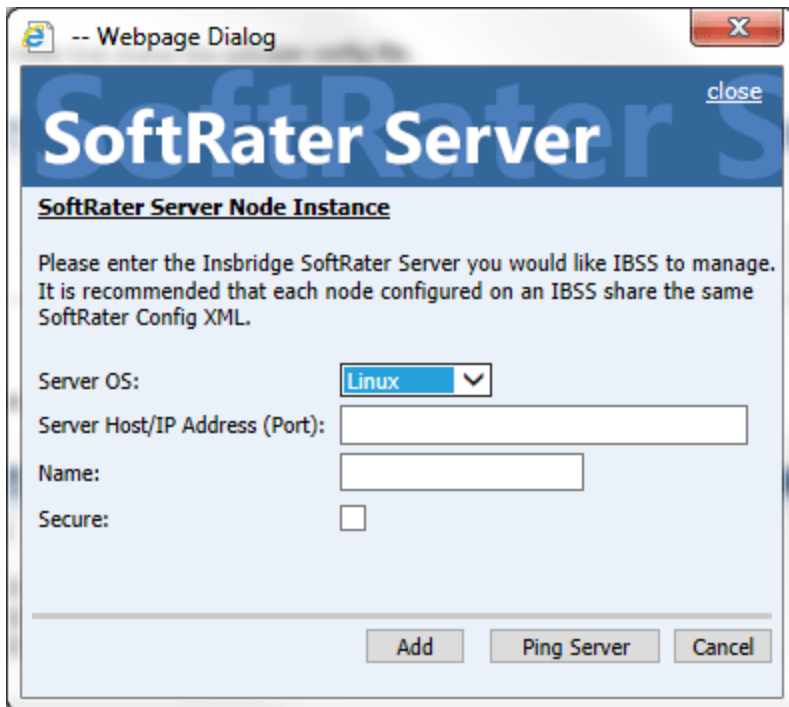 -- Webpage Dialog
close
SoftRater Server
SoftRater Server Node Instance
Please enter the Insbridge SoftRater Server you would like IBSS to manage.
It is recommended that each node configured on an IBSS share the same
SoftRater Config XML.
Server OS:
Linux
Server Host/IP Address (Port):
Name:
Secure:
Add
Ping Server
Cancel